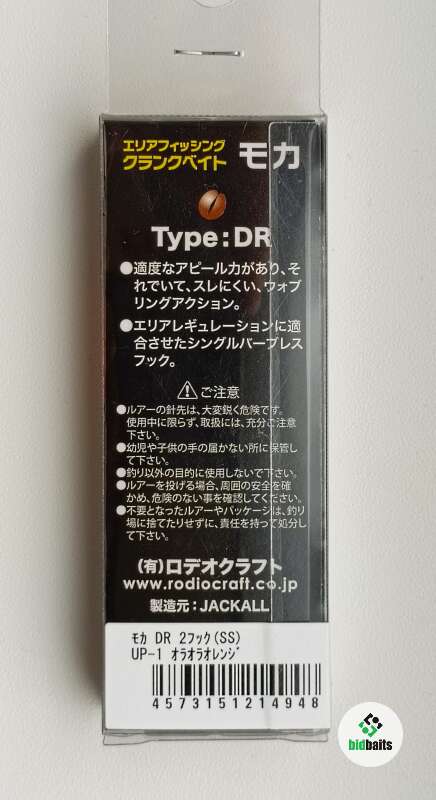 エリアフィッシング
クランクベイト モカ
Type:DR
●適度なアピール力があり、そ
れでいて、スレにくい、ウォブ
リングアクション。
●エリアレギュレーションに適
合させたシングルバーブレス
フック。
⚠ご注意
●ルアーの針先は、大変鋭く危険です。
使用中に限らず、取扱には、充分ご注意
下さい。
●幼児や子供の手の届かない所に保管し
て下さい。
●釣り以外の目的に使用しないで下さい。
●ルアーを投げる場合、周囲の安全を確
かめ、危険のない事を確認してください。
●不要となったルアーやパッケージは、釣り
場に捨てたりせずに、責任を持って処分し
て下さい。
(有)ロデオクラフト
www.rodiocraft.co.jp
製造元:JACKALL
モカ DR 2フック(SS)
UP-1 オラオラオレンジ
4573151214948
bidbaits